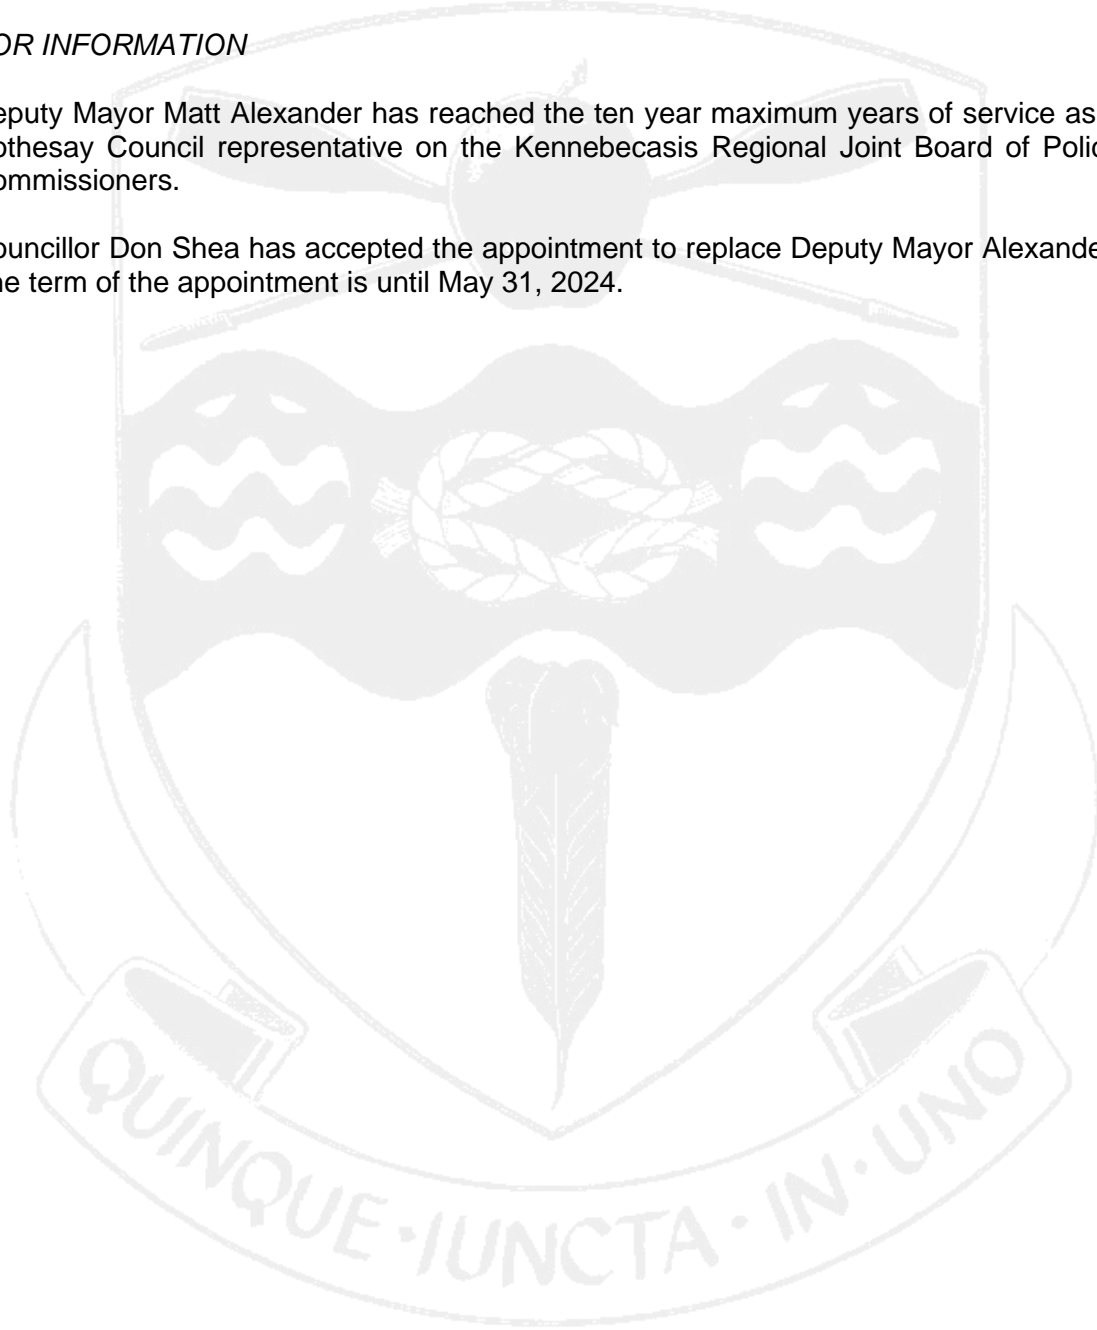 OR INFORMATION
eputy Mayor Matt Alexander has reached the ten year maximum years of service as
othesay Council representative on the Kennebecasis Regional Joint Board of Polic
ommissioners.
ouncillor Don Shea has accepted the appointment to replace Deputy Mayor Alexande
he term of the appointment is until May 31, 2024.
QUINQUE·IUNCTA·IN·UNO